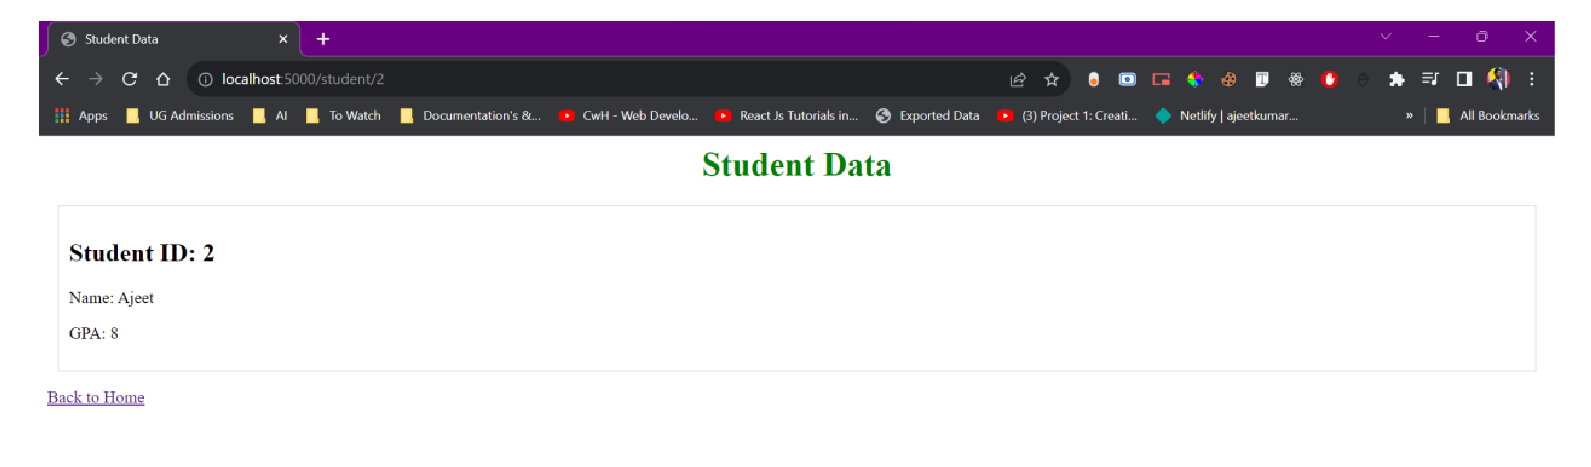 Student Data
localhost:5000/student/2
Apps UG Admissions AI To Watch Documentation's &... CwH - Web Develo... React Js Tutorials in... Exported Data (3) Project 1: Creati... Netlify | ajeetkumar... » All Bookmarks
Student Data
Student ID: 2
Name: Ajeet
GPA: 8
Back to Home